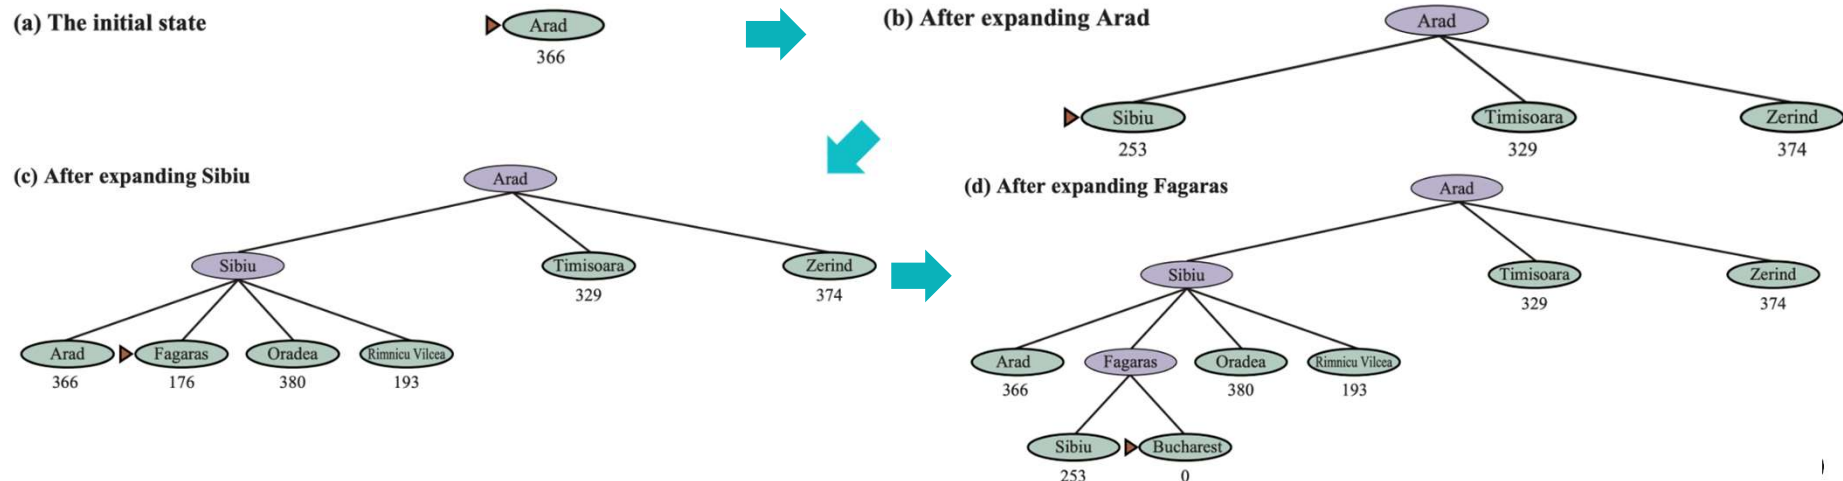 (a) The initial state
Arad
366
(b) After expanding Arad
Arad
Sibiu
Timisoara
Zerind
253
329
374
(c) After expanding Sibiu
Arad
Sibiu
Timisoara
Zerind
329
374
Arad
Fagaras
Oradea
Rimnicu Vilcea
366
176
380
193
(d) After expanding Fagaras
Arad
Sibiu
Timisoara
Zerind
329
374
Arad
Fagaras
Oradea
Rimnicu Vilcea
366
380
193
Sibiu
Bucharest
253
0
)